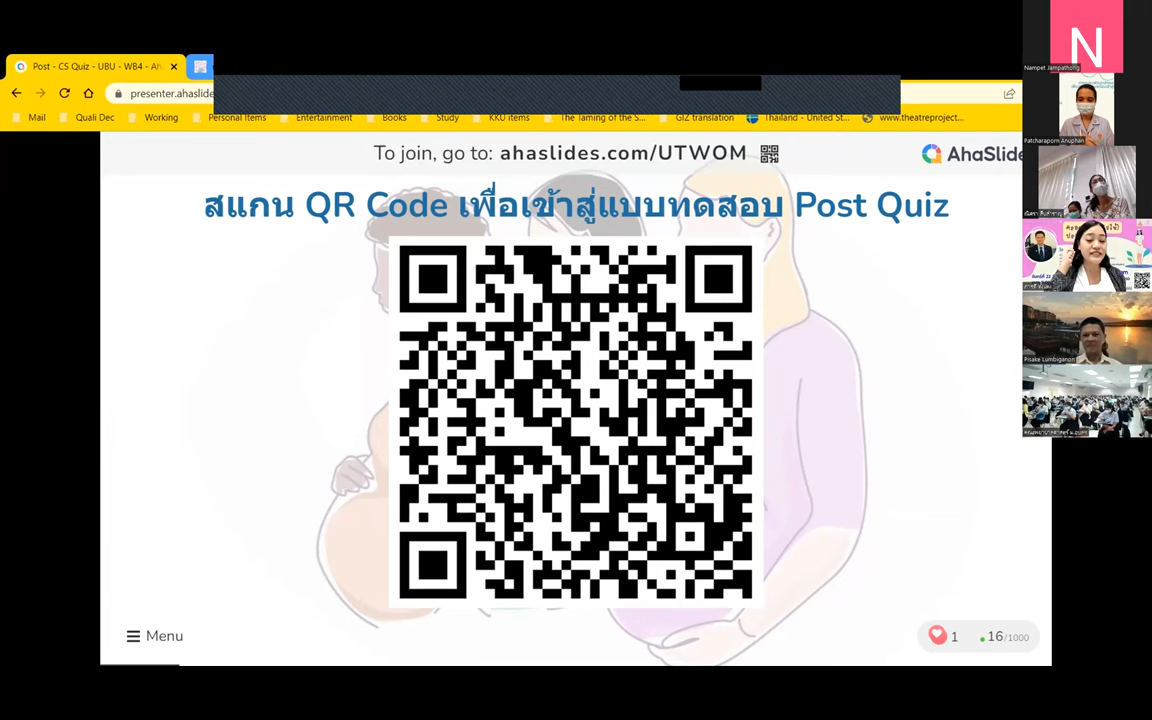 Post - CS Quiz - UBU - WB4 - Ah
presenter.ahaslide
Mail
Quali Dec
Working
Personal Items
Entertainment
Books
Study
KKU items
The Taming of the S...
GIZ translation
Thailand - United St...
www.theatreproject...
To join, go to: ahaslides.com/UTWOM
AhaSlide
สแกน QR Code เพื่อเข้าสู่แบบทดสอบ Post Quiz
Menu
1
16/1000
N
Nampet Jampathong
Patcharaporn Anuphan
Pisake Lumbiganon